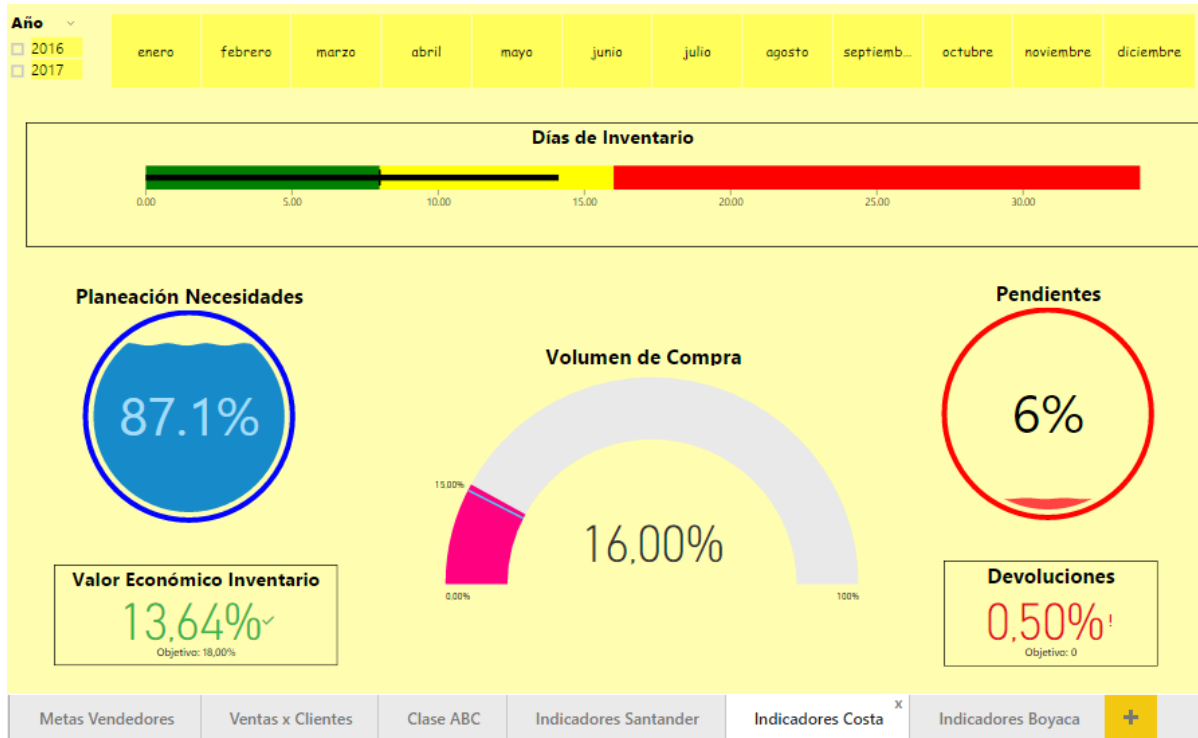 Año
2016
2017
enero febrero marzo abril mayo junio julio agosto septiemb... octubre noviembre diciembre
Días de Inventario
0.00 5.00 10.00 15.00 20.00 25.00 30.00
Planeación Necesidades
87.1%
Volumen de Compra
15.00%
16,00%
0.00% 100%
Pendientes
6%
Valor Económico Inventario
13,64%
Objetivo: 18,00%
Devoluciones
0,50%!
Objetivo: 0
Metas Vendedores Ventas x Clientes Clase ABC Indicadores Santander Indicadores Costa x Indicadores Boyaca +